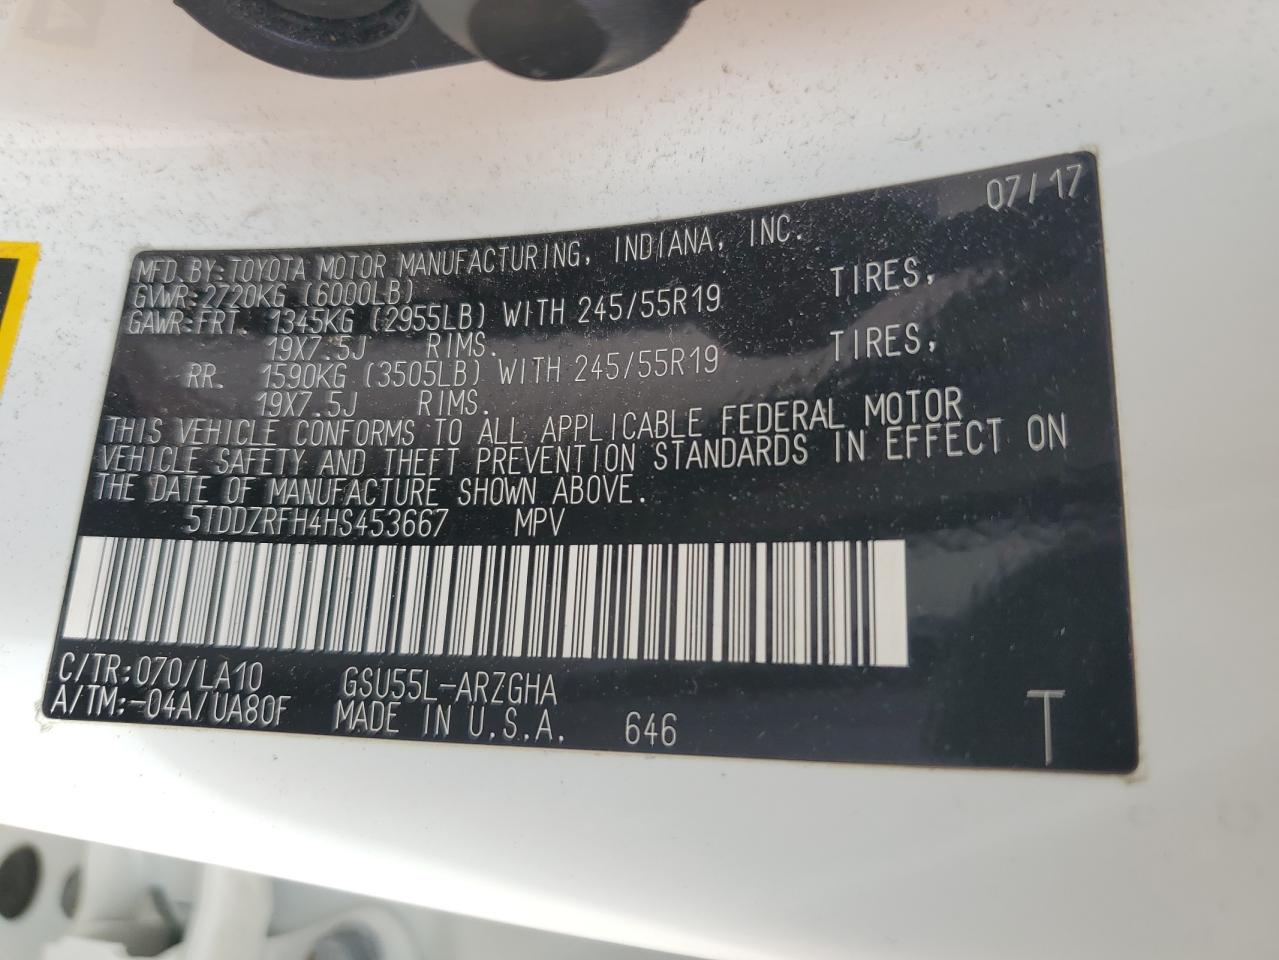 07/17
MFD. BY: TOYOTA MOTOR MANUFACTURING, INDIANA, INC.
GVWR: 2720KG (6000LB)
GAWR: FRT. 1345KG (2955LB) WITH 245/55R19 TIRES,
19X7.5J RIMS.
RR. 1590KG (3505LB) WITH 245/55R19 TIRES,
19X7.5J RIMS.
THIS VEHICLE CONFORMS TO ALL APPLICABLE FEDERAL MOTOR
VEHICLE SAFETY AND THEFT PREVENTION STANDARDS IN EFFECT ON
THE DATE OF MANUFACTURE SHOWN ABOVE.
5TDDZRFH4HS453667 MPV
C/TR: 070/LA10 GSU55L-ARZGHA
A/TM: -04A/UA80F MADE IN U.S.A. 646 T